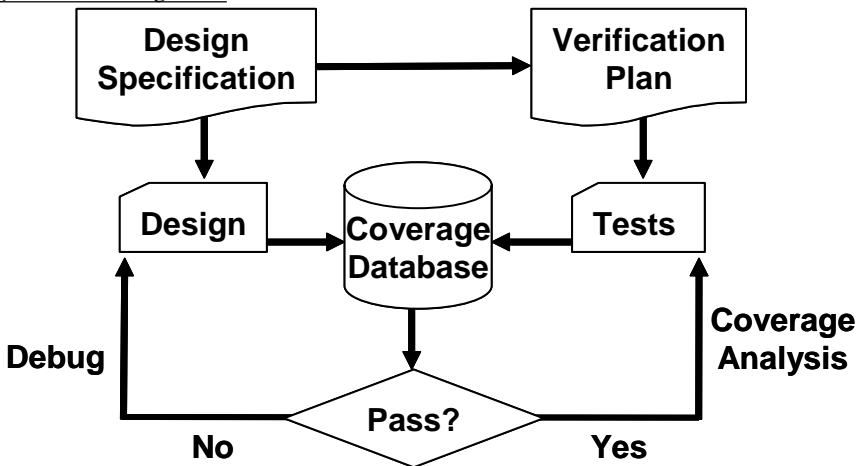 Design
Specification
Verification
Plan
Design
Coverage
Database
Tests
Debug
Coverage
Analysis
Pass?
No
Yes